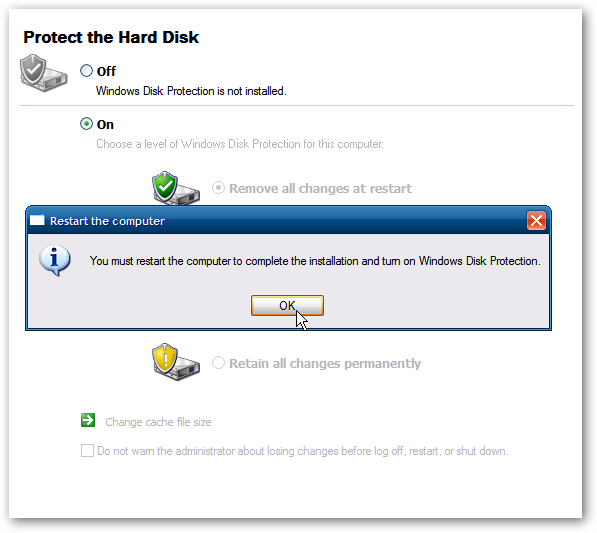 Protect the Hard Disk
Off
Windows Disk Protection is not installed.
On
Choose a level of Windows Disk Protection for this computer:
Remove all changes at restart
Restart the computer
You must restart the computer to complete the installation and turn on Windows Disk Protection.
OK
Retain all changes permanently
Change cache file size
Do not warn the administrator about losing changes before log off, restart, or shut down.